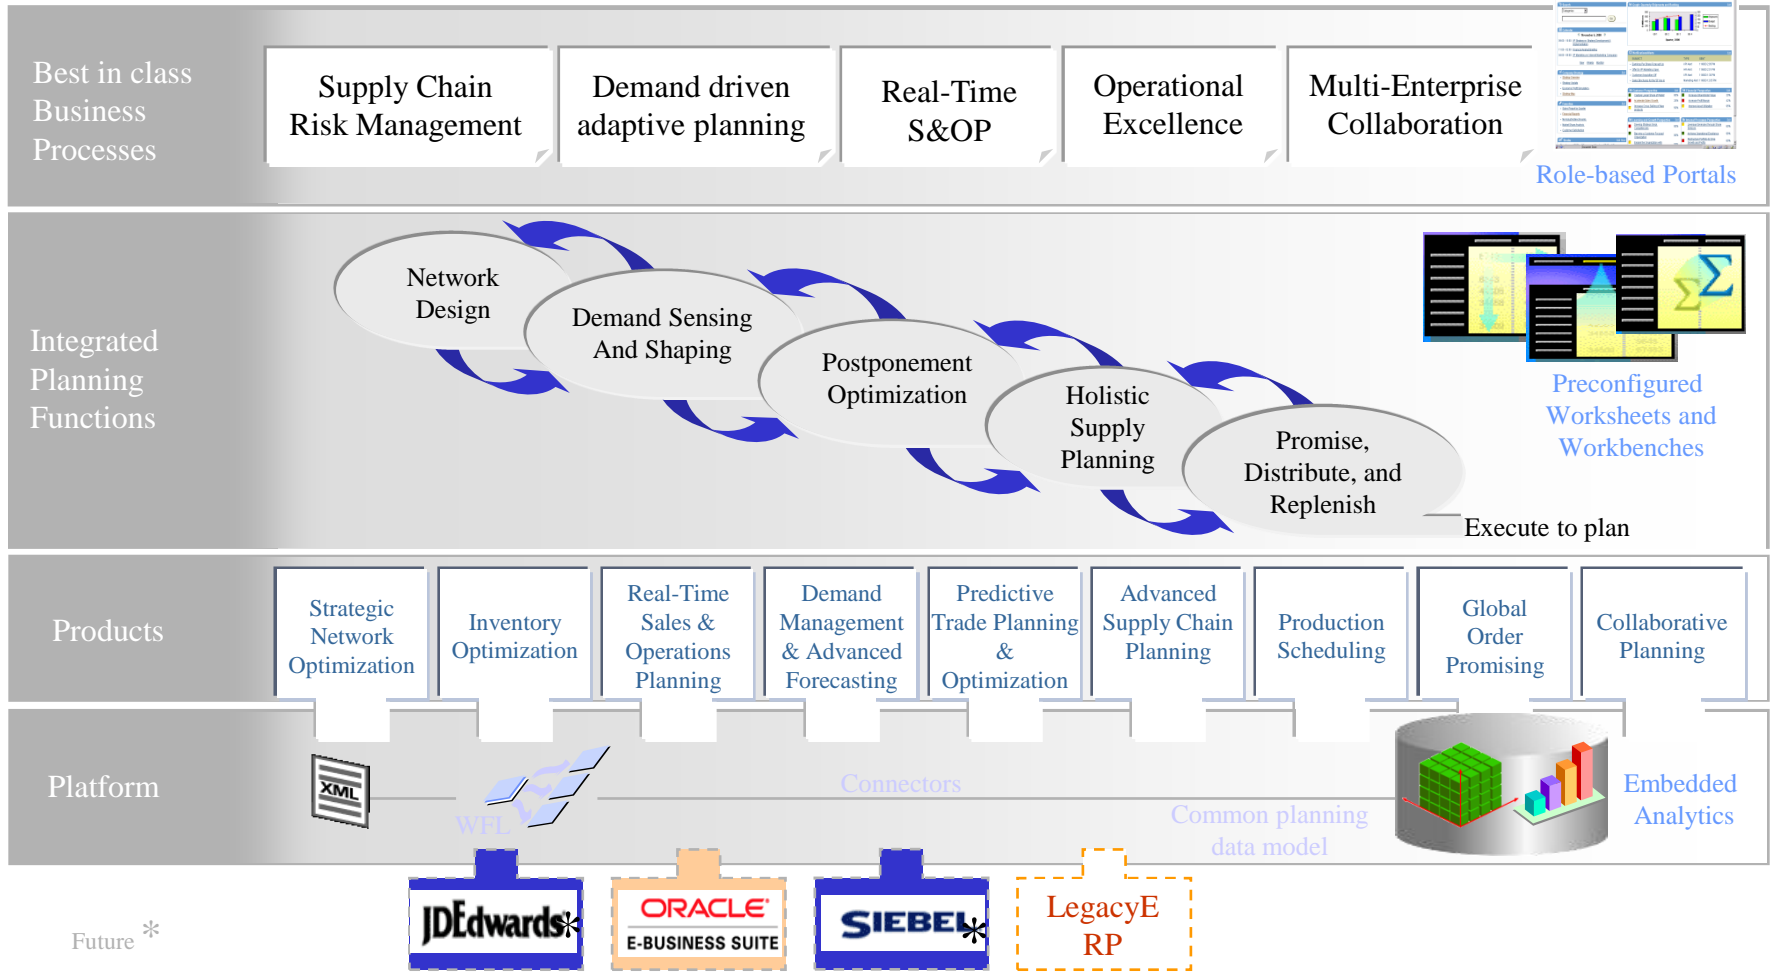 Best in class
Business
Processes
Supply Chain
Risk Management
Demand driven
adaptive planning
Real-Time
S&OP
Operational
Excellence
Multi-Enterprise
Collaboration
Role-based Portals
Integrated
Planning
Functions
Network
Design
Demand Sensing
And Shaping
Postponement
Optimization
Holistic
Supply
Planning
Promise,
Distribute, and
Replenish
Execute to plan
Σ
Σ
Preconfigured
Worksheets and
Workbenches
Products
Strategic
Network
Optimization
Inventory
Optimization
Real-Time
Sales &
Operations
Planning
Demand
Management
& Advanced
Forecasting
Predictive
Trade Planning
&
Optimization
Advanced
Supply Chain
Planning
Production
Scheduling
Global
Order
Promising
Collaborative
Planning
Platform
XML
WFL
Connectors
Common planning
data model
Embedded
Analytics
Future *
JDEdwards *
ORACLE
E-BUSINESS SUITE
SIEBEL *
LegacyE
RP